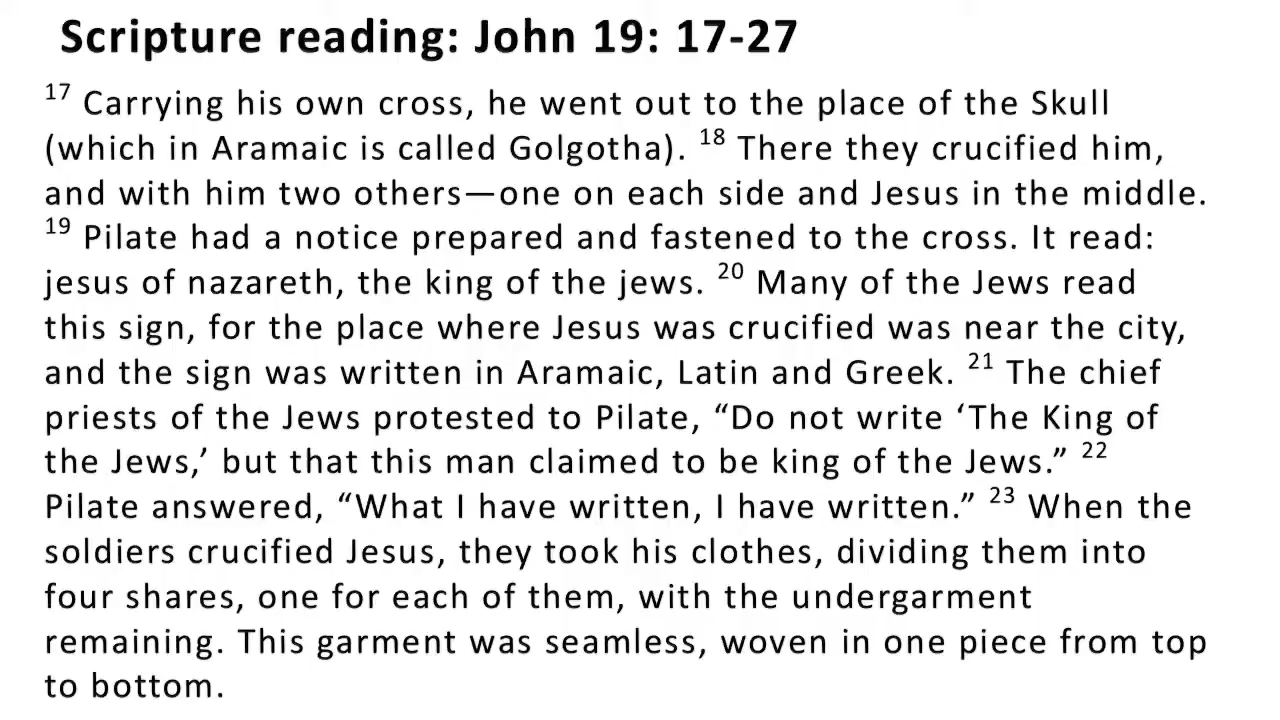 Scripture reading: John 19: 17-27
17 Carrying his own cross, he went out to the place of the Skull
(which in Aramaic is called Golgotha). 18 There they crucified him,
and with him two others—one on each side and Jesus in the middle.
19 Pilate had a notice prepared and fastened to the cross. It read:
jesus of nazareth, the king of the jews. 20 Many of the Jews read
this sign, for the place where Jesus was crucified was near the city,
and the sign was written in Aramaic, Latin and Greek. 21 The chief
priests of the Jews protested to Pilate, “Do not write ‘The King of
the Jews,’ but that this man claimed to be king of the Jews.” 22
Pilate answered, “What I have written, I have written.” 23 When the
soldiers crucified Jesus, they took his clothes, dividing them into
four shares, one for each of them, with the undergarment
remaining. This garment was seamless, woven in one piece from top
to bottom.